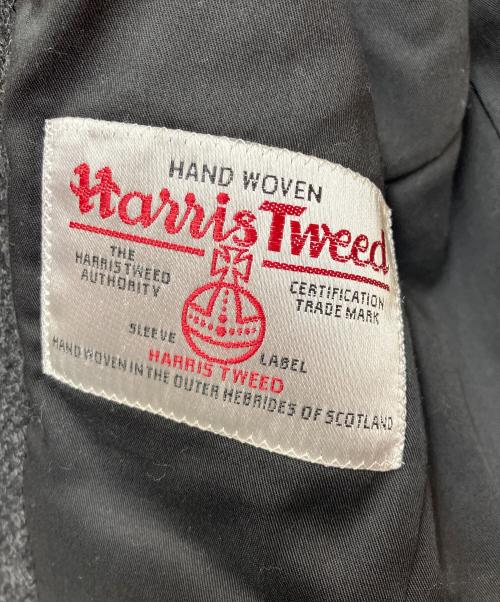 HAND WOVEN
Harris Tweed
THE
HARRIS TWEED
AUTHORITY
CERTIFICATION
TRADE MARK
SLEEVE LABEL
HARRIS TWEED
HAND WOVEN IN THE OUTER HEBRIDES OF SCOTLAND